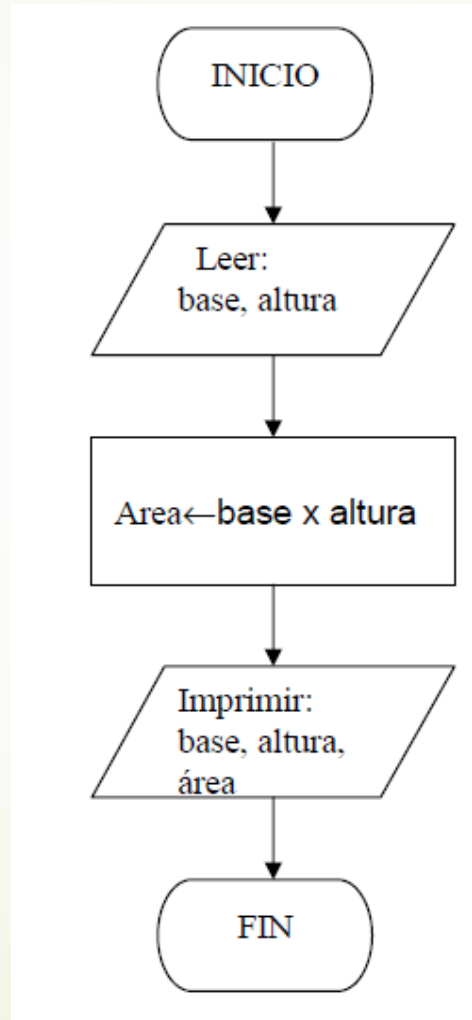 INICIO
Leer:
base, altura
Area←base x altura
Imprimir:
base, altura,
área
FIN